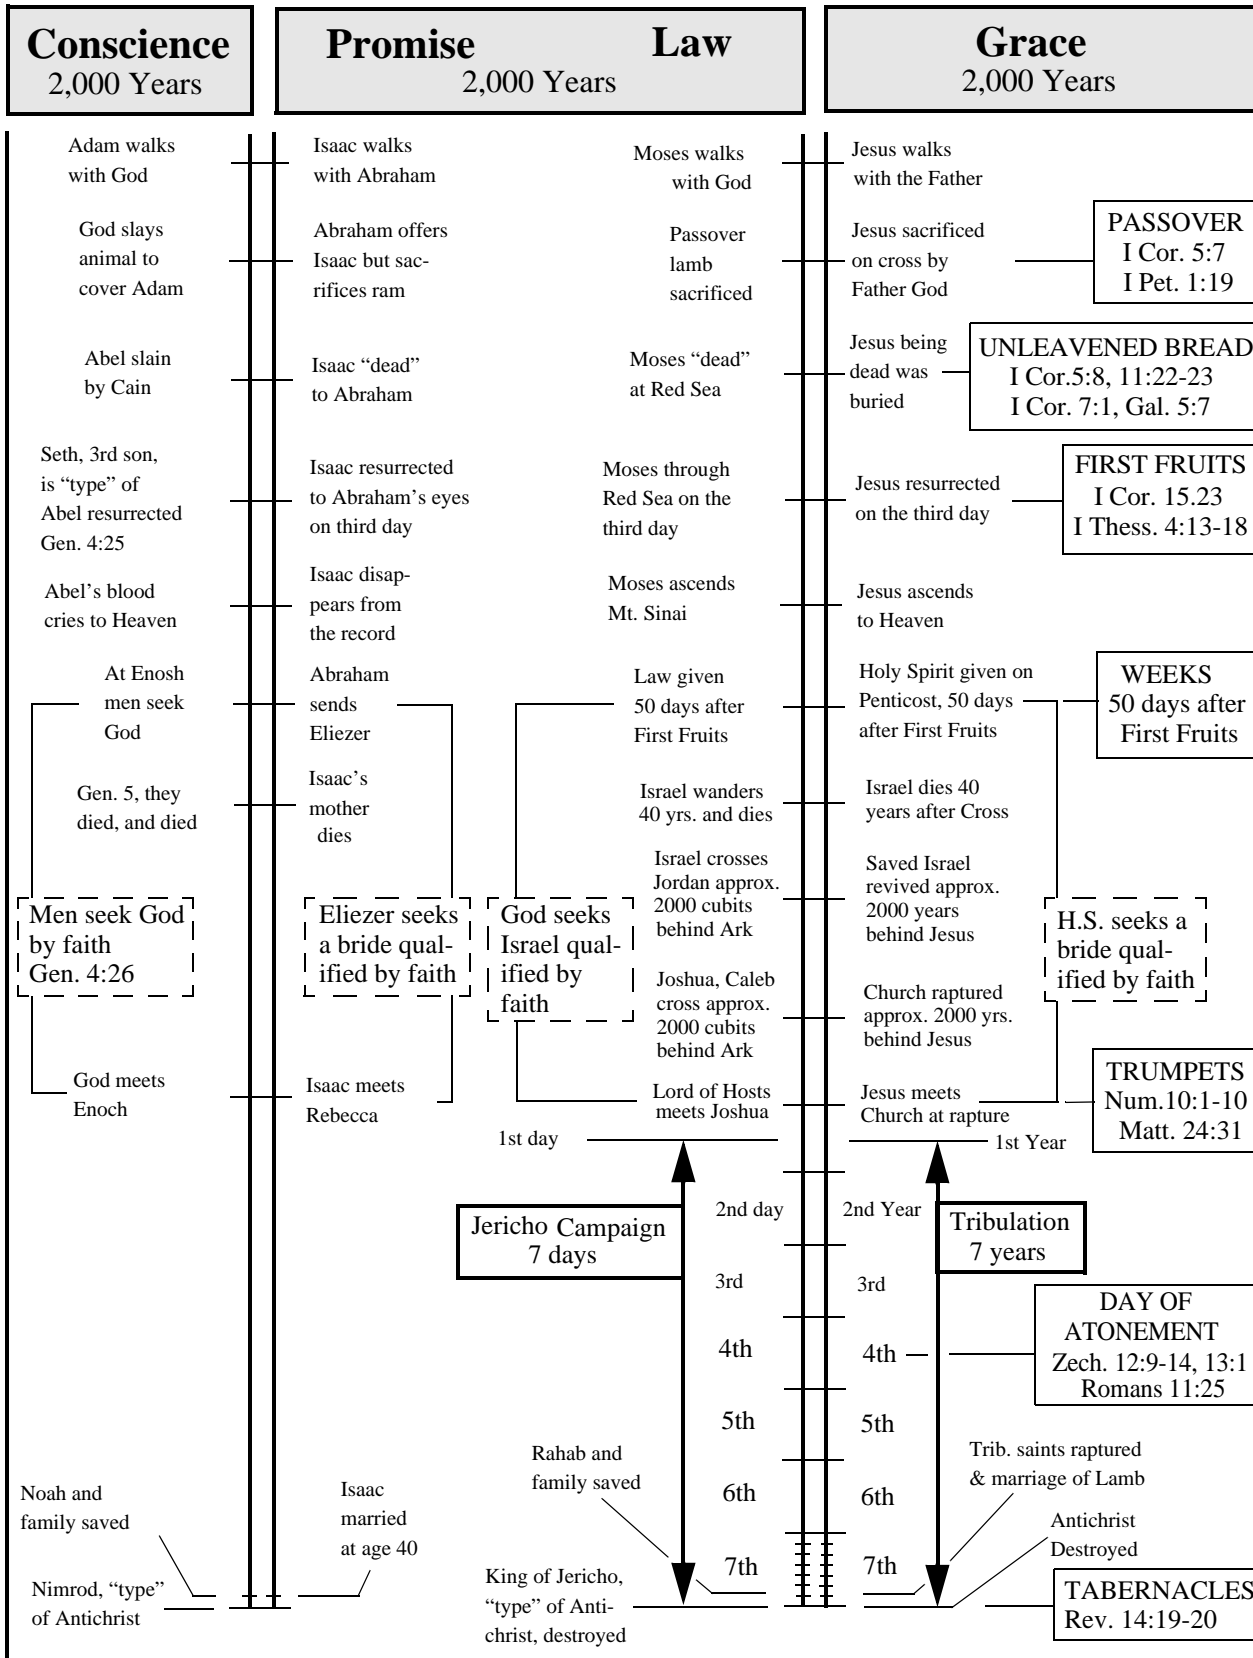 Conscience
2,000 Years
Promise
Law
2,000 Years
Grace
2,000 Years
Adam walks
with God
Isaac walks
with Abraham
Moses walks
with God
Jesus walks
with the Father
God slays
animal to
cover Adam
Abraham offers
Isaac but sac-
rifices ram
Passover
lamb
sacrificed
Jesus sacrificed
on cross by
Father God
PASSOVER
I Cor. 5:7
I Pet. 1:19
Abel slain
by Cain
Isaac “dead”
to Abraham
Moses “dead”
at Red Sea
Jesus being
dead was
buried
UNLEAVENED BREAD
I Cor.5:8, 11:22-23
I Cor. 7:1, Gal. 5:7
Seth, 3rd son,
is “type” of
Abel resurrected
Gen. 4:25
Isaac resurrected
to Abraham’s eyes
on third day
Moses through
Red Sea on the
third day
Jesus resurrected
on the third day
FIRST FRUITS
I Cor. 15.23
I Thess. 4:13-18
Abel’s blood
cries to Heaven
Isaac disap-
pears from
the record
Moses ascends
Mt. Sinai
Jesus ascends
to Heaven
At Enosh
men seek
God
Abraham
sends
Eliezer
Law given
50 days after
First Fruits
Holy Spirit given on
Penticost, 50 days
after First Fruits
WEEKS
50 days after
First Fruits
Gen. 5, they
died, and died
Isaac’s
mother
dies
Israel wanders
40 yrs. and dies
Israel dies 40
years after Cross
Israel crosses
Jordan approx.
2000 cubits
behind Ark
Saved Israel
revived approx.
2000 years
behind Jesus
Men seek God
by faith
Gen. 4:26
Eliezer seeks
a bride qual-
ified by faith
God seeks
Israel qual-
ified by
faith
H.S. seeks a
bride qual-
ified by faith
Joshua, Caleb
cross approx.
2000 cubits
behind Ark
Church raptured
approx. 2000 yrs.
behind Jesus
God meets
Enoch
Isaac meets
Rebecca
Lord of Hosts
meets Joshua
Jesus meets
Church at rapture
TRUMPETS
Num.10:1-10
Matt. 24:31
1st day
1st Year
2nd day
2nd Year
Jericho Campaign
7 days
Tribulation
7 years
3rd
3rd
DAY OF
ATONEMENT
Zech. 12:9-14, 13:1
Romans 11:25
4th
4th
5th
5th
Rahab and
family saved
Trib. saints raptured
& marriage of Lamb
6th
6th
Noah and
family saved
Isaac
married
at age 40
Antichrist
Destroyed
7th
7th
Nimrod, “type”
of Antichrist
King of Jericho,
“type” of Anti-
christ, destroyed
TABERNACLES
Rev. 14:19-20